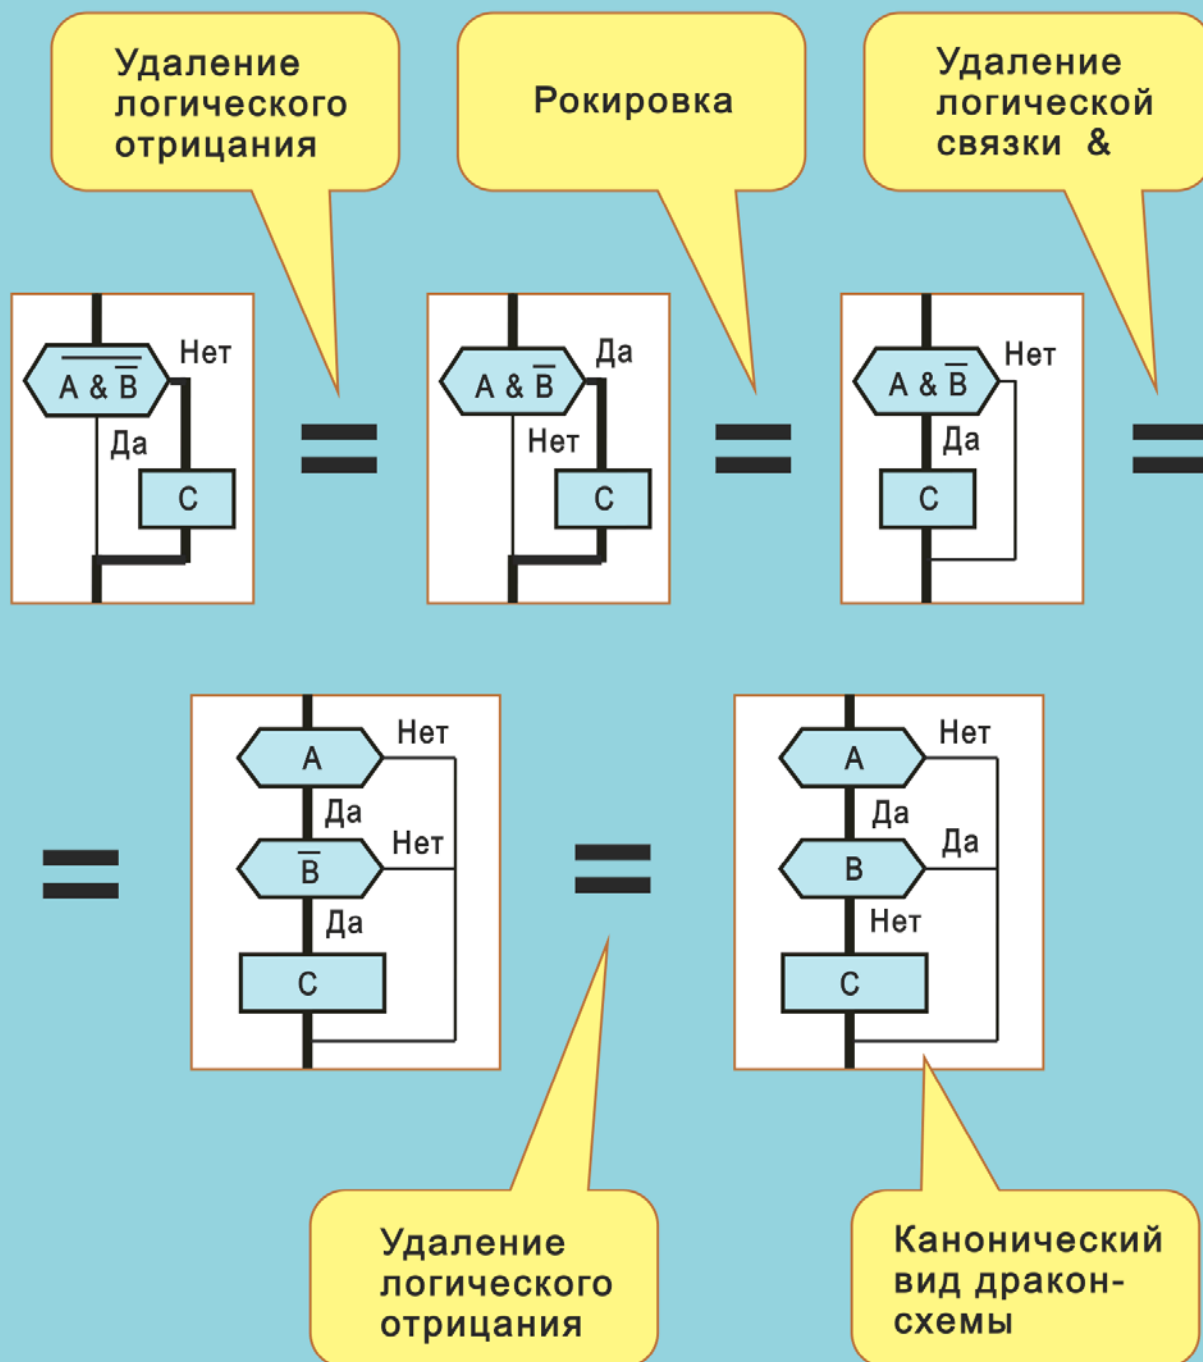 Удаление
логического
отрицания
Рокировка
Удаление
логической
связки &
Нет
A & B̅
Да
C
=
Да
A & B̅
Нет
C
=
Нет
A & B̅
Да
C
=
=
Нет
A
Да
Нет
B̅
Да
C
=
Нет
A
Да
Да
B
Нет
C
Удаление
логического
отрицания
Канонический
вид дракон-
схемы